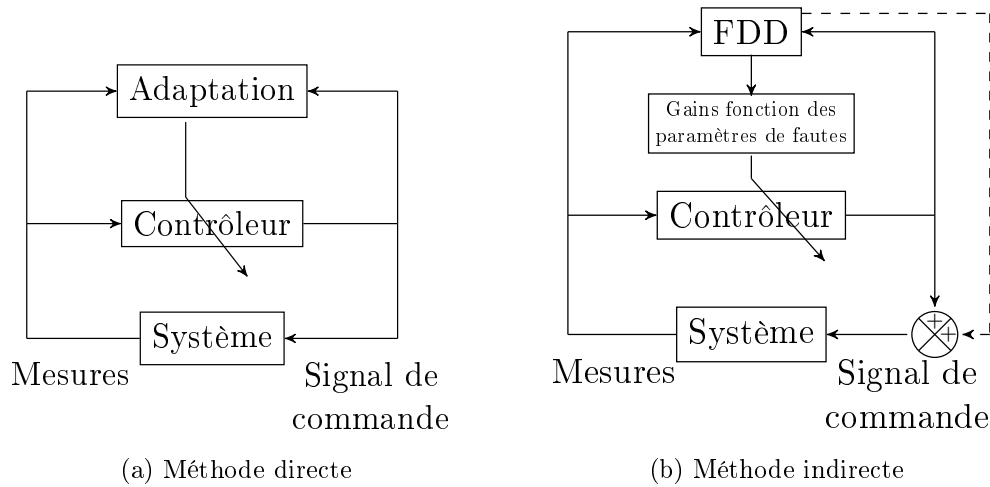 Adaptation
Contrôleur
Système
Mesures
Signal de
commande
(a) Méthode directe
FDD
Gains fonction des
paramètres de fautes
Contrôleur
+
+
Système
Mesures
Signal de
commande
(b) Méthode indirecte